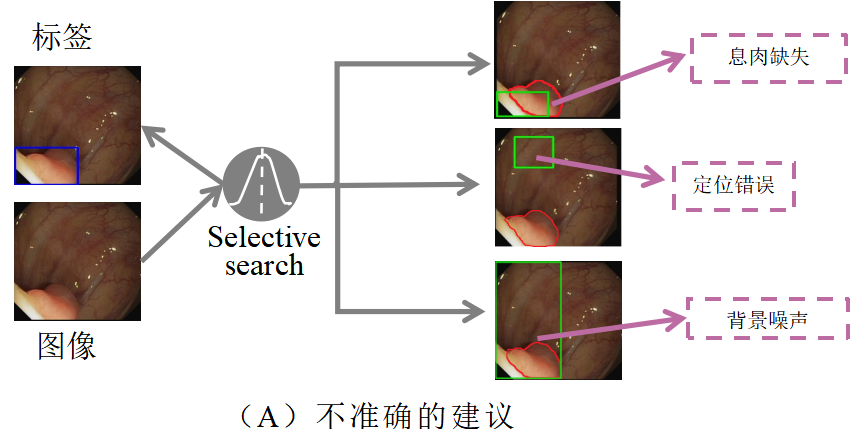 标签
图像
Selective
search
息肉缺失
定位错误
背景噪声
（A）不准确的建议